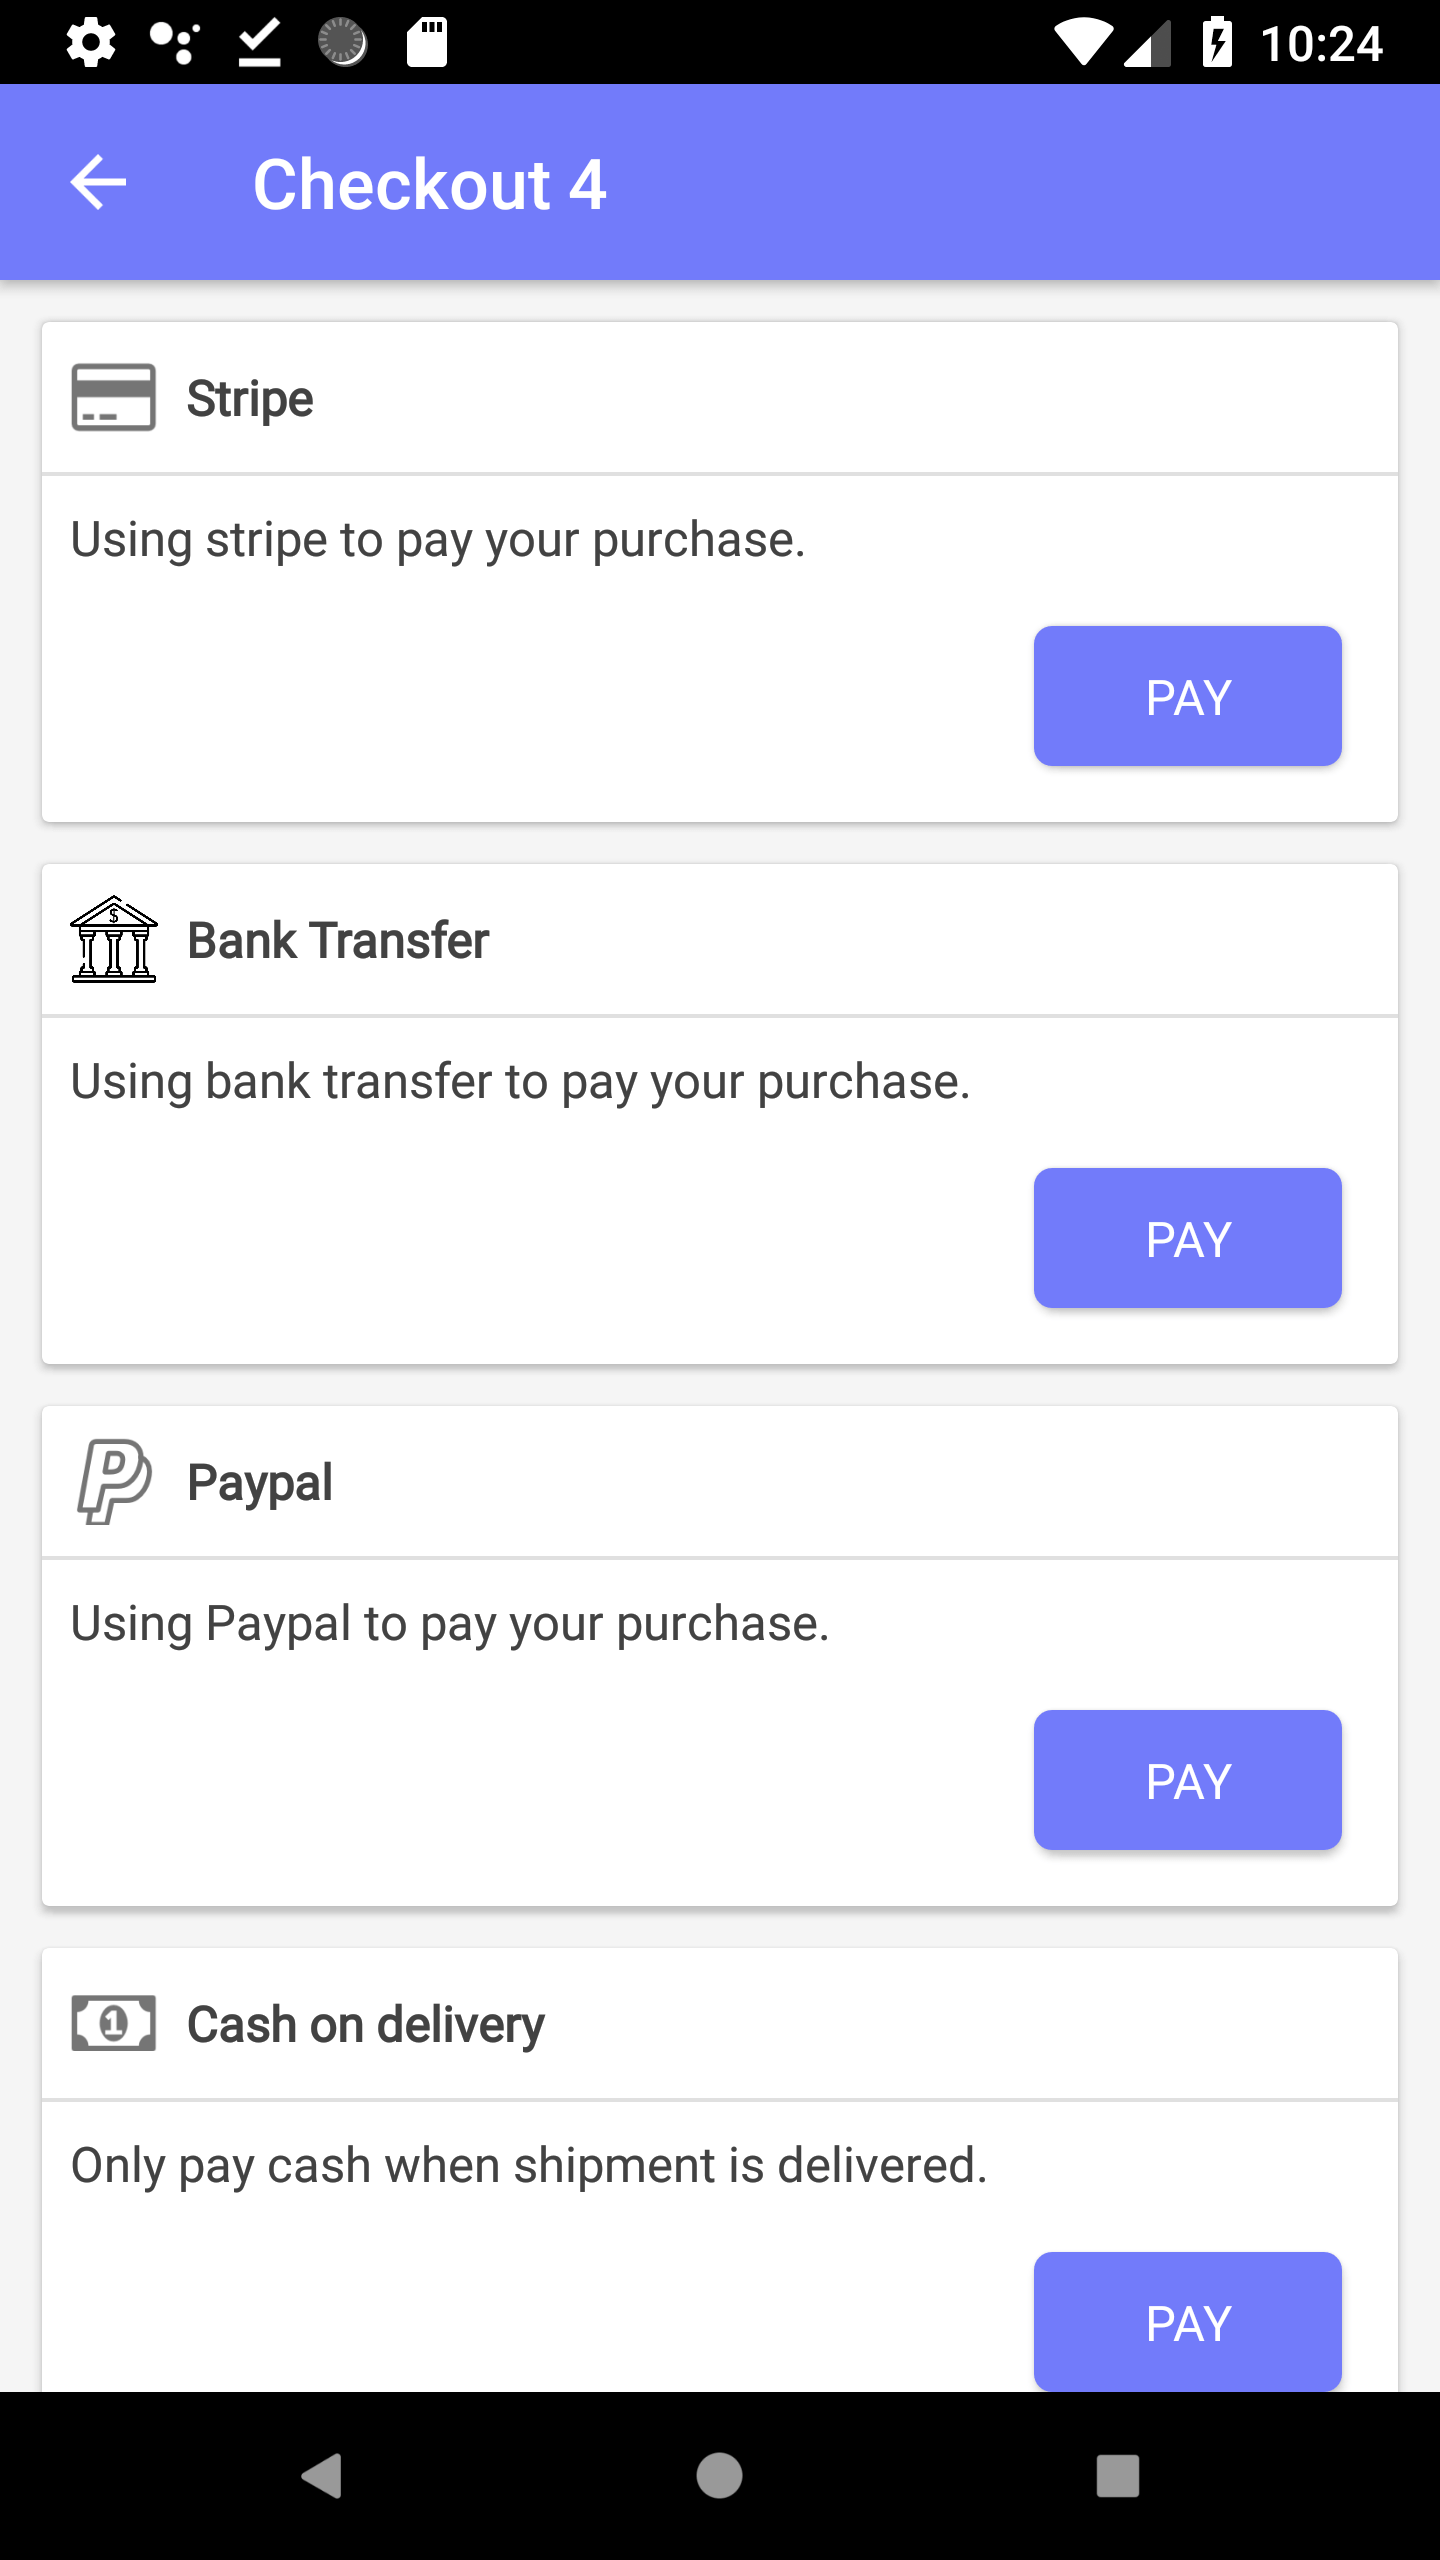 10:24
Checkout 4
Stripe
Using stripe to pay your purchase.
PAY
$
Bank Transfer
Using bank transfer to pay your purchase.
PAY
P
Paypal
Using Paypal to pay your purchase.
PAY
1
Cash on delivery
Only pay cash when shipment is delivered.
PAY